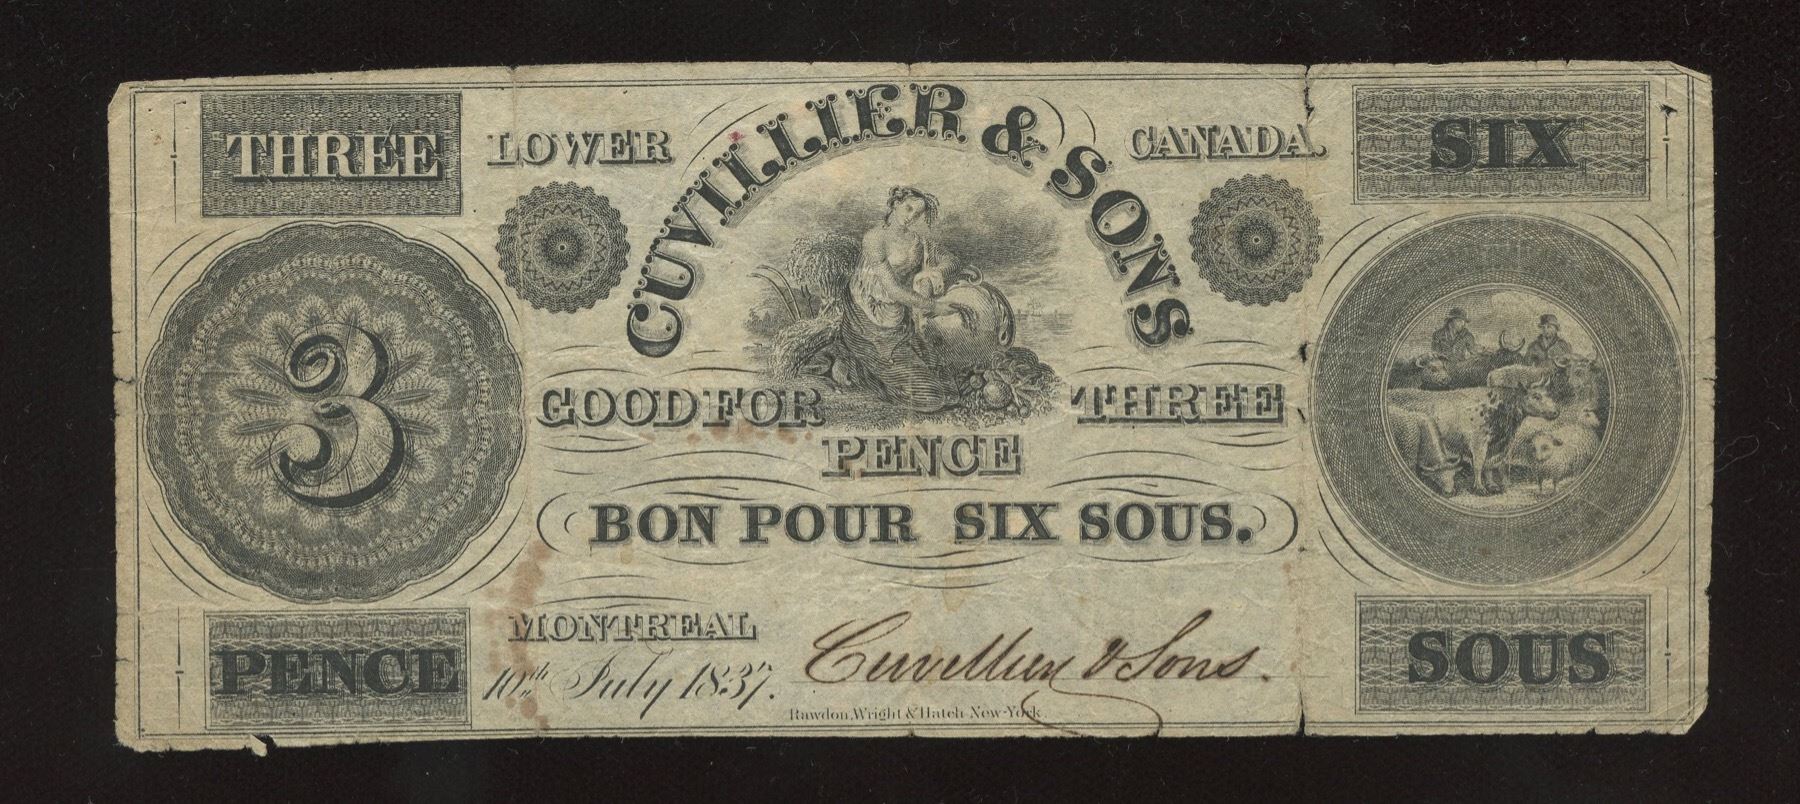 THREE
LOWER
CUVILLIER & SONS
CANADA.
SIX
3
GOOD FOR THREE
PENCE
BON POUR SIX SOUS.
MONTREAL
10th July 1837.
Cuvillier & Sons.
PENCE
SOUS
Rawdon, Wright & Hatch New-York